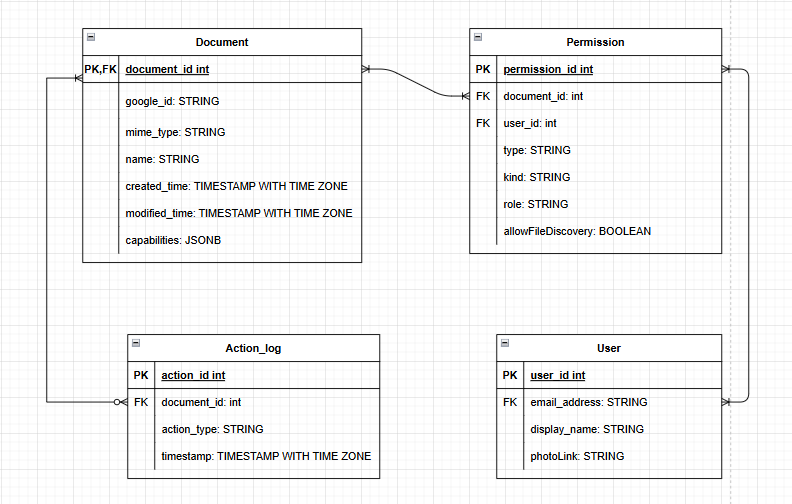 Document
PK,FK document_id int
google_id: STRING
mime_type: STRING
name: STRING
created_time: TIMESTAMP WITH TIME ZONE
modified_time: TIMESTAMP WITH TIME ZONE
capabilities: JSONB
Permission
PK permission_id int
FK document_id: int
FK user_id: int
type: STRING
kind: STRING
role: STRING
allowFileDiscovery: BOOLEAN
Action_log
PK action_id int
FK document_id: int
action_type: STRING
timestamp: TIMESTAMP WITH TIME ZONE
User
PK user_id int
FK email_address: STRING
display_name: STRING
photoLink: STRING